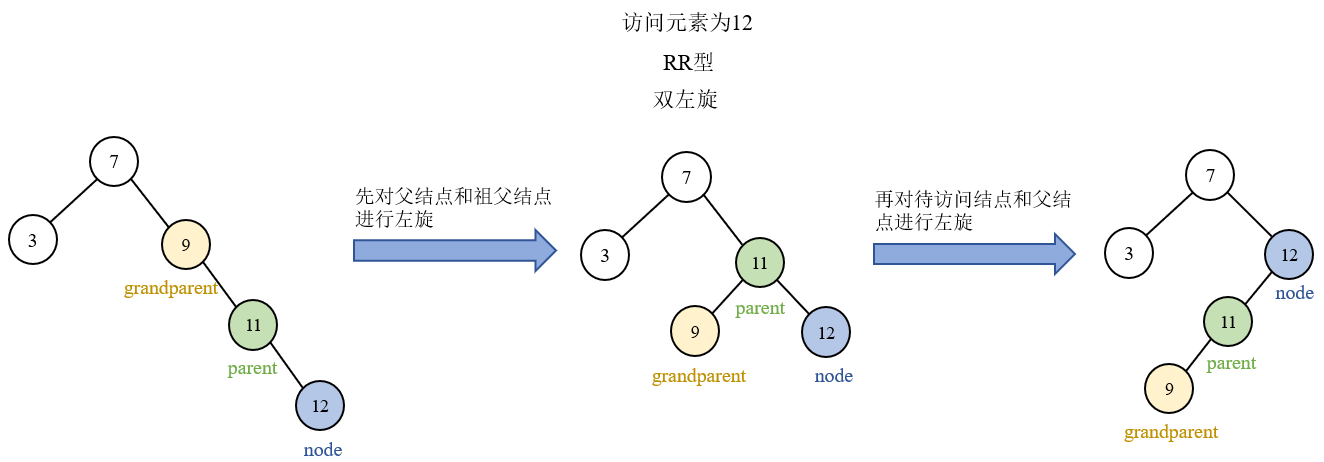 访问元素为12
RR型
双左旋
7
3
9
grandparent
11
parent
12
node
先对父结点和祖父结点
进行左旋
7
3
11
parent
9
grandparent
12
node
再对待访问结点和父结
点进行左旋
7
3
12
node
11
parent
9
grandparent